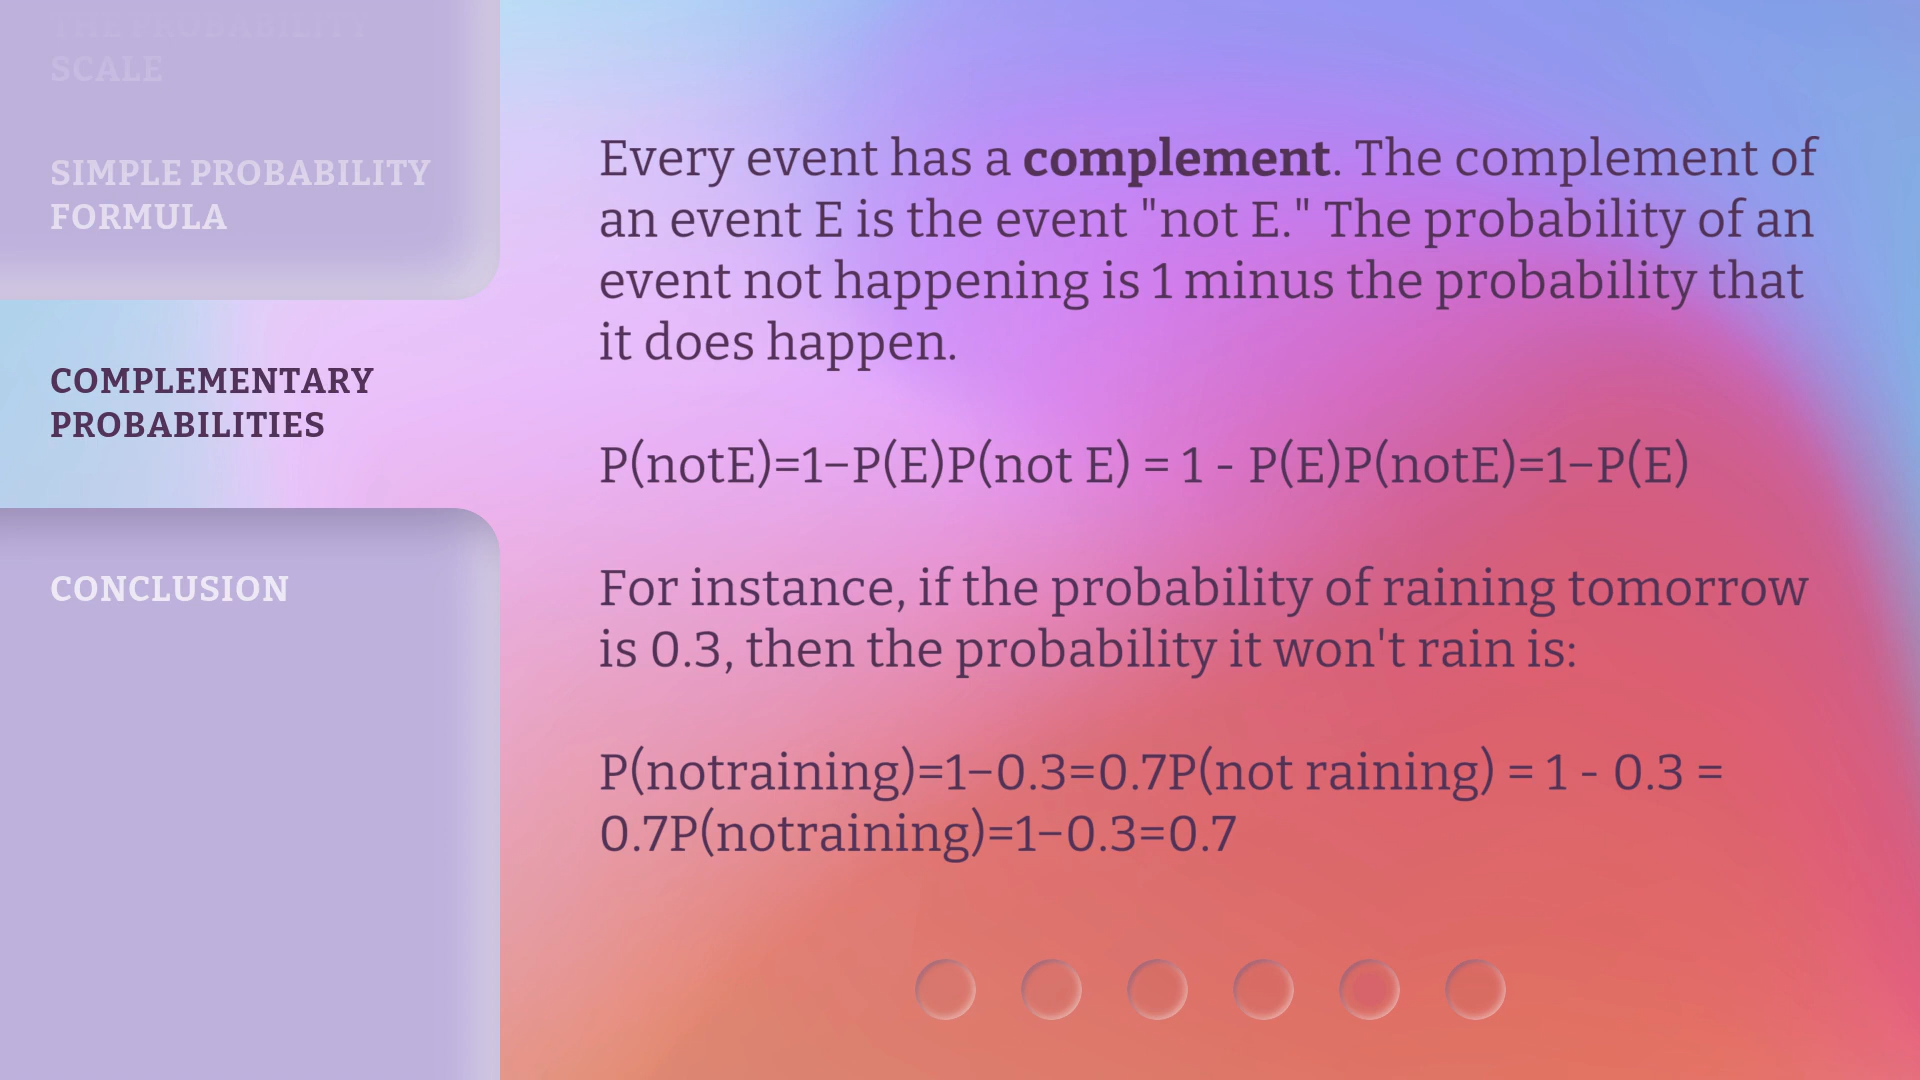 THE PROBABILITY
SCALE
SIMPLE PROBABILITY
FORMULA
COMPLEMENTARY
PROBABILITIES
CONCLUSION
Every event has a complement. The complement of
an event E is the event "not E." The probability of an
event not happening is 1 minus the probability that
it does happen.
P(notE)=1−P(E)P(not E) = 1 - P(E)P(notE)=1−P(E)
For instance, if the probability of raining tomorrow
is 0.3, then the probability it won't rain is:
P(notraining)=1−0.3=0.7P(not raining) = 1 - 0.3 =
0.7P(notraining)=1−0.3=0.7